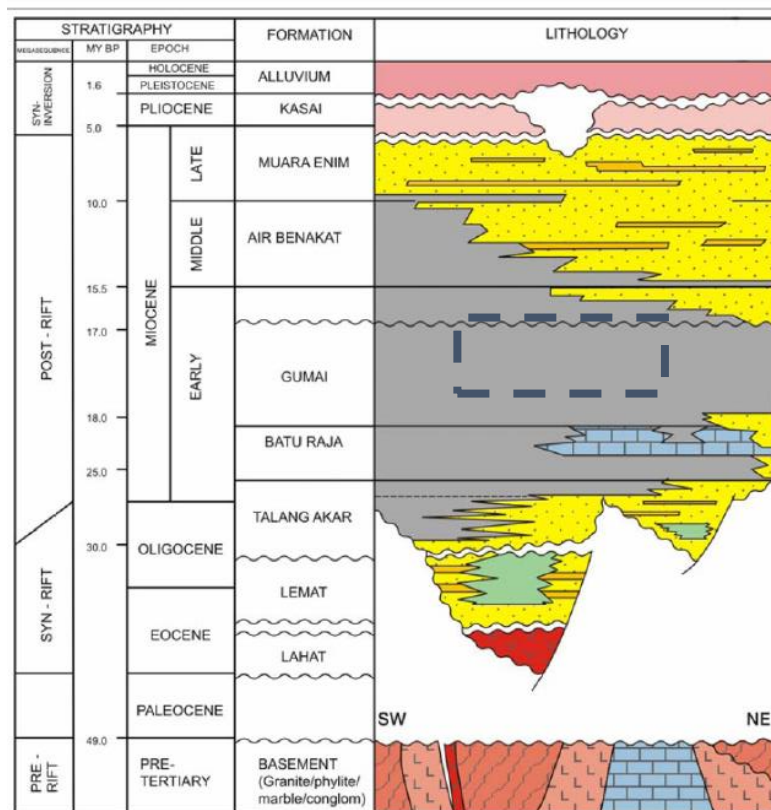 STRATIGRAPHY
FORMATION
LITHOLOGY
MEGASEQUENCE
MY BP
EPOCH
SYN-INVERSION
1.6
HOLOCENE
PLEISTOCENE
ALLUVIUM
PLIOCENE
KASAI
5.0
POST - RIFT
MIOCENE
LATE
MUARA ENIM
10.0
MIDDLE
AIR BENAKAT
15.5
EARLY
17.0
GUMAI
18.0
BATU RAJA
25.0
TALANG AKAR
30.0
OLIGOCENE
SYN - RIFT
LEMAT
EOCENE
LAHAT
PALEOCENE
SW
NE
49.0
PRE - RIFT
PRE-
TERTIARY
BASEMENT
(Granite/phylite/
marble/conglom)